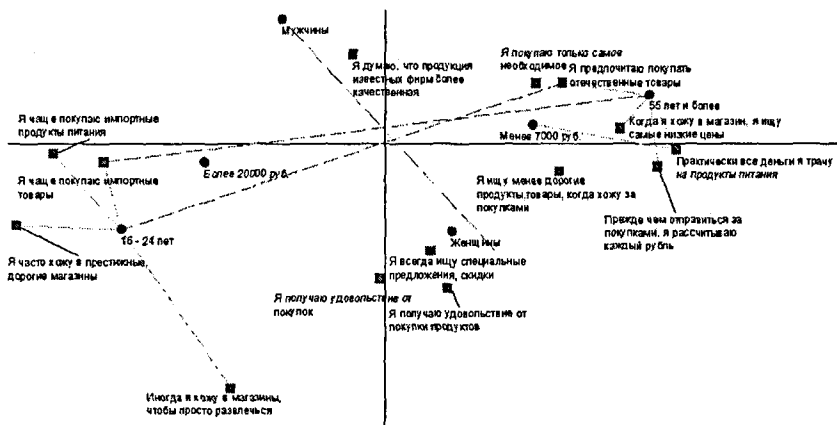 Мужчины
Я думаю, что продукция
известных фирм более
качественная
Я покупаю только самое
необходимое
Я предпочитаю покупать
отечественные товары
55 лет и более
Менее 7000 руб.
Когда я хожу в магазин, я ищу
самые низкие цены
Практически все деньги я трачу
на продукты питания
Прежде чем отправиться за
покупками, я рассчитываю
каждый рубль
Я ищу менее дорогие
продукты, товары, когда хожу за
покупками
Я чаще покупаю импортные
продукты питания
Я чаще покупаю импортные
товары
Более 20000 руб.
16 - 24 лет
Я часто хожу в престижные,
дорогие магазины
Женщины
Я всегда ищу специальные
предложения, скидки
Я получаю удовольствие от
покупок
Я получаю удовольствие от
покупки продуктов
Иногда я хожу в магазины,
чтобы просто развлечься